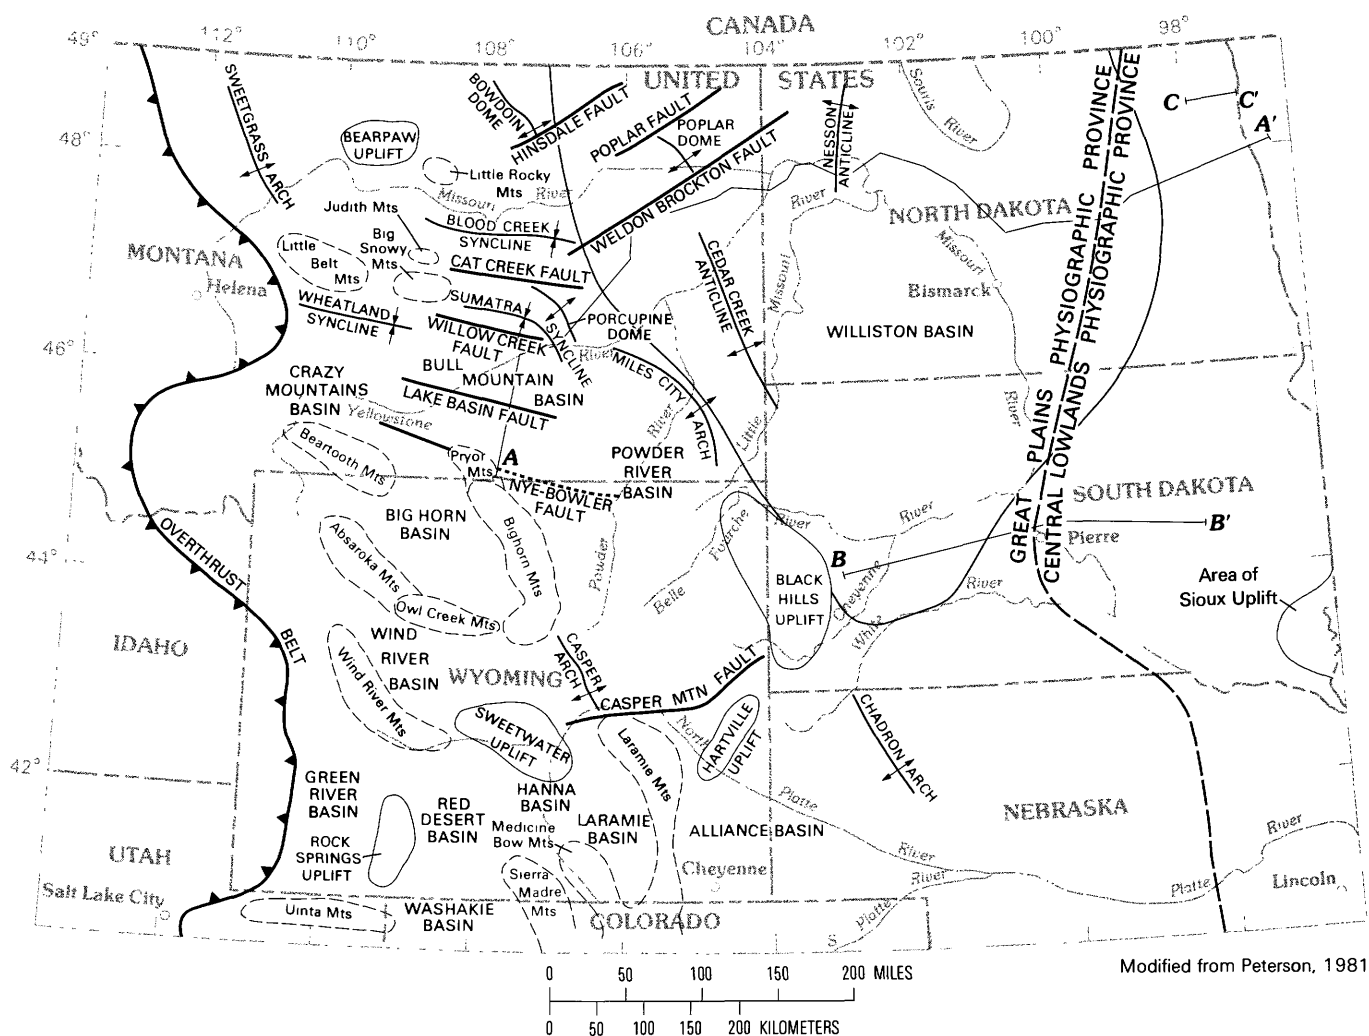 CANADA
112°
110°
108°
106°
104°
102°
100°
98°
49°
48°
46°
44°
42°
UNITED STATES
SWEETGRASS ARCH
BEARPAW
UPLIFT
BOWDOIN
DOME
HINSDALE FAULT
POPLAR FAULT
POPLAR
DOME
WELDON BROCKTON FAULT
NESSON
ANTICLINE
Souris
River
C
C'
A'
Little Rocky
Mts
Missouri River
River
Judith Mts
BLOOD CREEK
SYNCLINE
NORTH DAKOTA
MONTANA
Helena
Little
Belt
Mts
Big
Snowy
Mts
CAT CREEK FAULT
CEDAR CREEK
ANTICLINE
Missouri
Missouri
Bismarck
WHEATLAND
SYNCLINE
SUMATRA
SYNCLINE
PORCUPINE
DOME
WILLOW CREEK
FAULT
River
WILLISTON BASIN
BULL
MOUNTAIN
BASIN
MILES CITY
ARCH
CRAZY
MOUNTAINS
BASIN
LAKE BASIN FAULT
Yellowstone
River
Little
River
Beartooth Mts
Pryor
Mts
A
NYE-BOWLER
FAULT
POWDER
RIVER
BASIN
SOUTH DAKOTA
GREAT PLAINS PHYSIOGRAPHIC PROVINCE
CENTRAL LOWLANDS PHYSIOGRAPHIC PROVINCE
BIG HORN
BASIN
Bighorn Mts
Absaroka Mts
Powder
Belle
Fourche
River
River
B
B'
Pierre
OVERTHRUST
BELT
Owl Creek Mts
BLACK
HILLS
UPLIFT
Cheyenne
White
River
Area of
Sioux Uplift
IDAHO
WIND
RIVER
BASIN
Wind River Mts
WYOMING
CASPER
ARCH
CASPER MTN FAULT
SWEETWATER
UPLIFT
Laramie Mts
North
HARTVILLE
UPLIFT
CHADRON ARCH
GREEN
RIVER
BASIN
HANNA
BASIN
RED
DESERT
BASIN
Medicine
Bow Mts
LARAMIE
BASIN
Platte
River
NEBRASKA
ALLIANCE BASIN
ROCK
SPRINGS
UPLIFT
Sierra
Madre
Mts
Cheyenne
River
Platte
River
UTAH
Salt Lake City
Lincoln
Uinta Mts
WASHAKIE
BASIN
COLORADO
S
Platte
Modified from Peterson, 1981
0 50 100 150 200 MILES
0 50 100 150 200 KILOMETERS